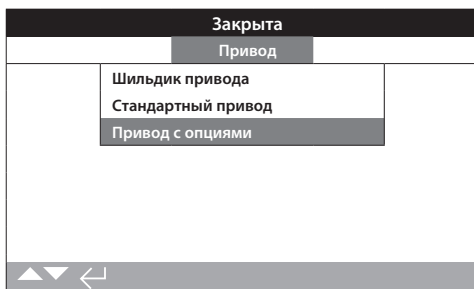 Закрыта
Привод
Шильдик привода
Стандартный привод
Привод с опциями